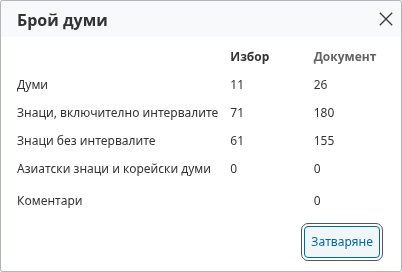 Брой думи
Избор Документ
Думи 11 26
Знаци, включително интервалите 71 180
Знаци без интервалите 61 155
Азиатски знаци и корейски думи 0 0
Коментари 0
Затваряне